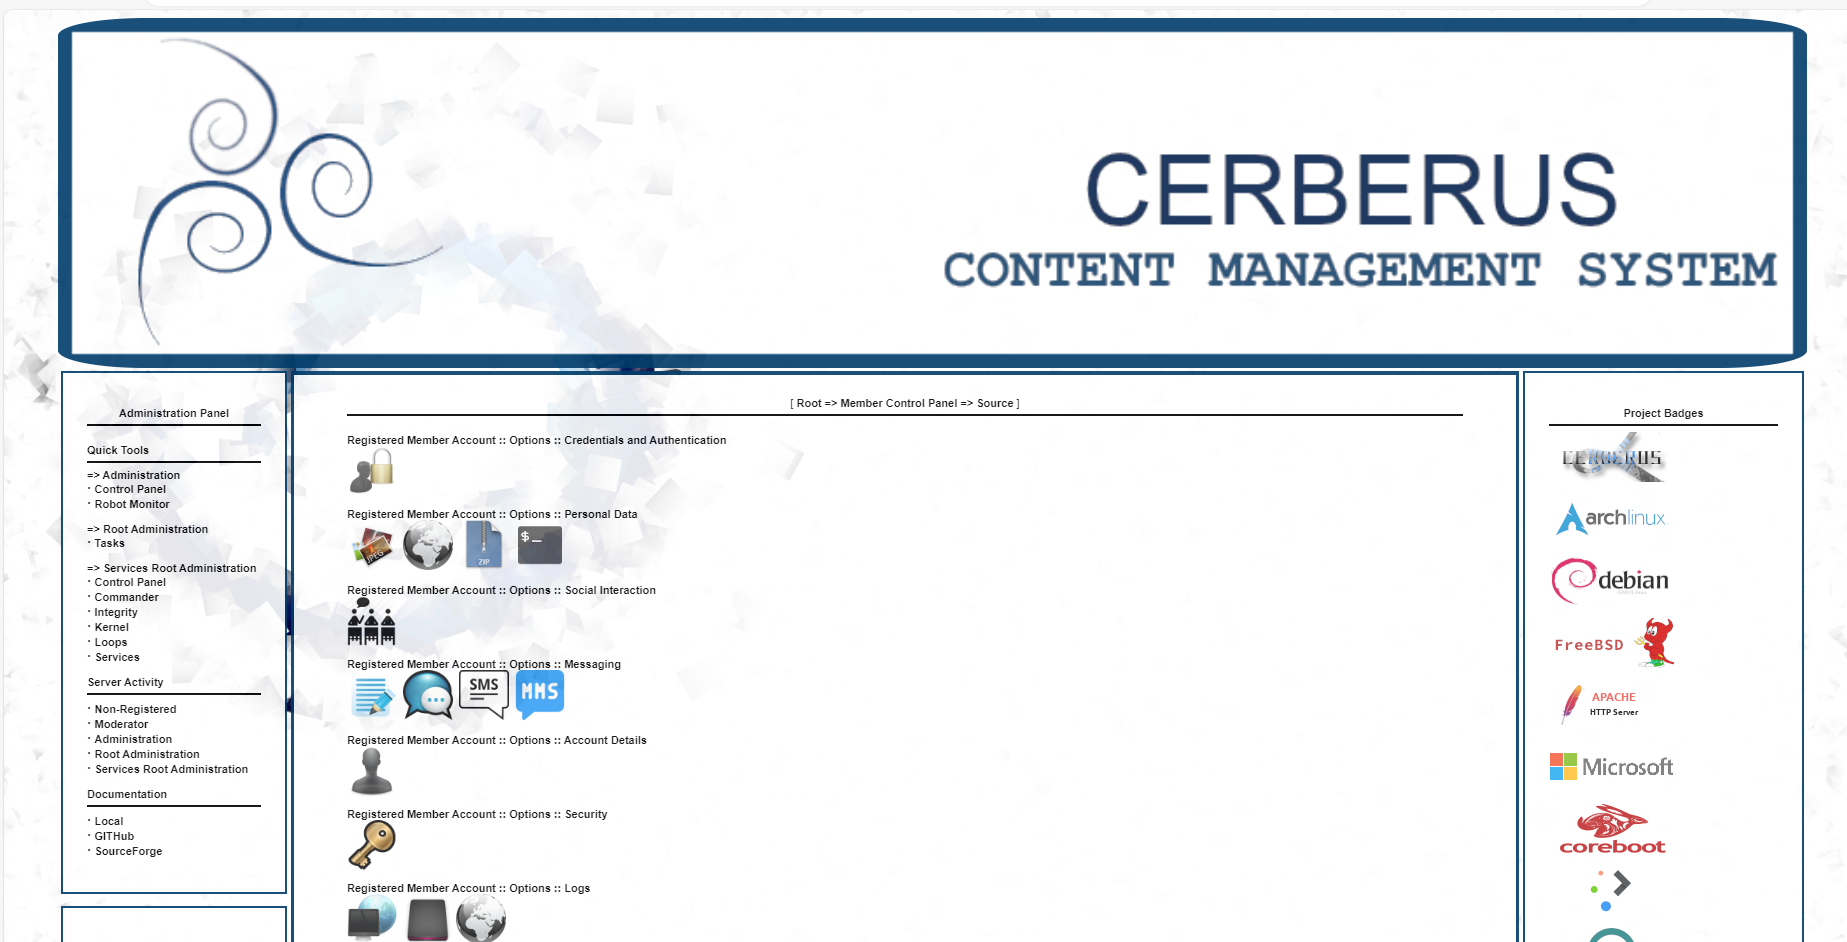 CERBERUS
CONTENT MANAGEMENT SYSTEM
Administration Panel
Quick Tools
=> Administration
· Control Panel
· Robot Monitor
=> Root Administration
· Tasks
=> Services Root Administration
· Control Panel
· Commander
· Integrity
· Kernel
· Loops
· Services
Server Activity
· Non-Registered
· Moderator
· Administration
· Root Administration
· Services Root Administration
Documentation
· Local
· GITHub
· SourceForge
[ Root => Member Control Panel => Source ]
Registered Member Account :: Options :: Credentials and Authentication
Registered Member Account :: Options :: Personal Data
JPEG
ZIP
$_
Registered Member Account :: Options :: Social Interaction
Registered Member Account :: Options :: Messaging
SMS
MMS
Registered Member Account :: Options :: Account Details
Registered Member Account :: Options :: Security
Registered Member Account :: Options :: Logs
Project Badges
CERBERUS
archlinux
debian
FreeBSD
APACHE
HTTP Server
Microsoft
coreboot